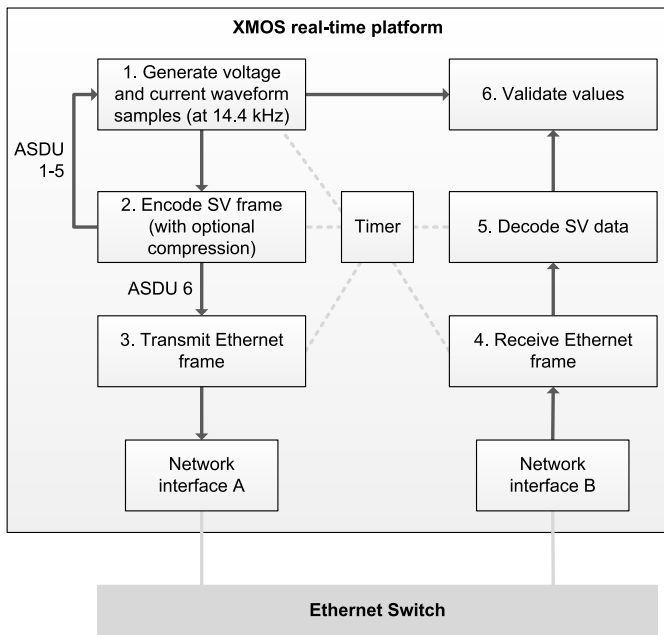 XMOS real-time platform
1. Generate voltage
and current waveform
samples (at 14.4 kHz)
6. Validate values
ASDU
1-5
2. Encode SV frame
(with optional
compression)
Timer
5. Decode SV data
ASDU 6
3. Transmit Ethernet
frame
4. Receive Ethernet
frame
Network
interface A
Network
interface B
Ethernet Switch